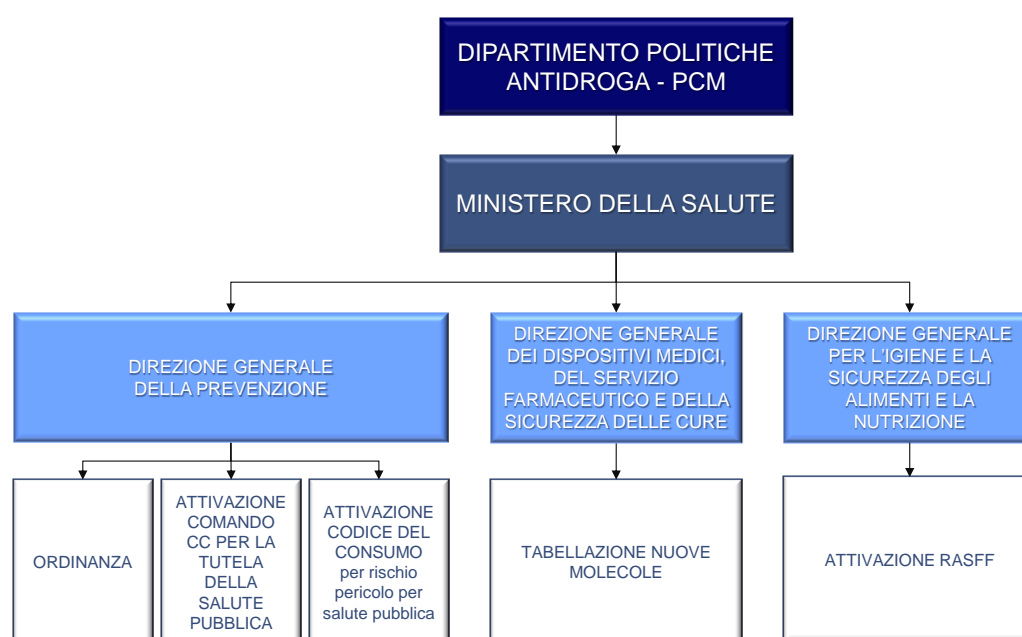 DIPARTIMENTO POLITICHE
ANTIDROGA - PCM
MINISTERO DELLA SALUTE
DIREZIONE GENERALE
DELLA PREVENZIONE
DIREZIONE GENERALE
DEI DISPOSITIVI MEDICI,
DEL SERVIZIO
FARMACEUTICO E DELLA
SICUREZZA DELLE CURE
DIREZIONE GENERALE
PER L'IGIENE E LA
SICUREZZA DEGLI
ALIMENTI E LA
NUTRIZIONE
ORDINANZA
ATTIVAZIONE
COMANDO
CC PER LA
TUTELA
DELLA
SALUTE
PUBBLICA
ATTIVAZIONE
CODICE DEL
CONSUMO
per rischio
pericolo per
salute pubblica
TABELLAZIONE NUOVE
MOLECOLE
ATTIVAZIONE RASFF